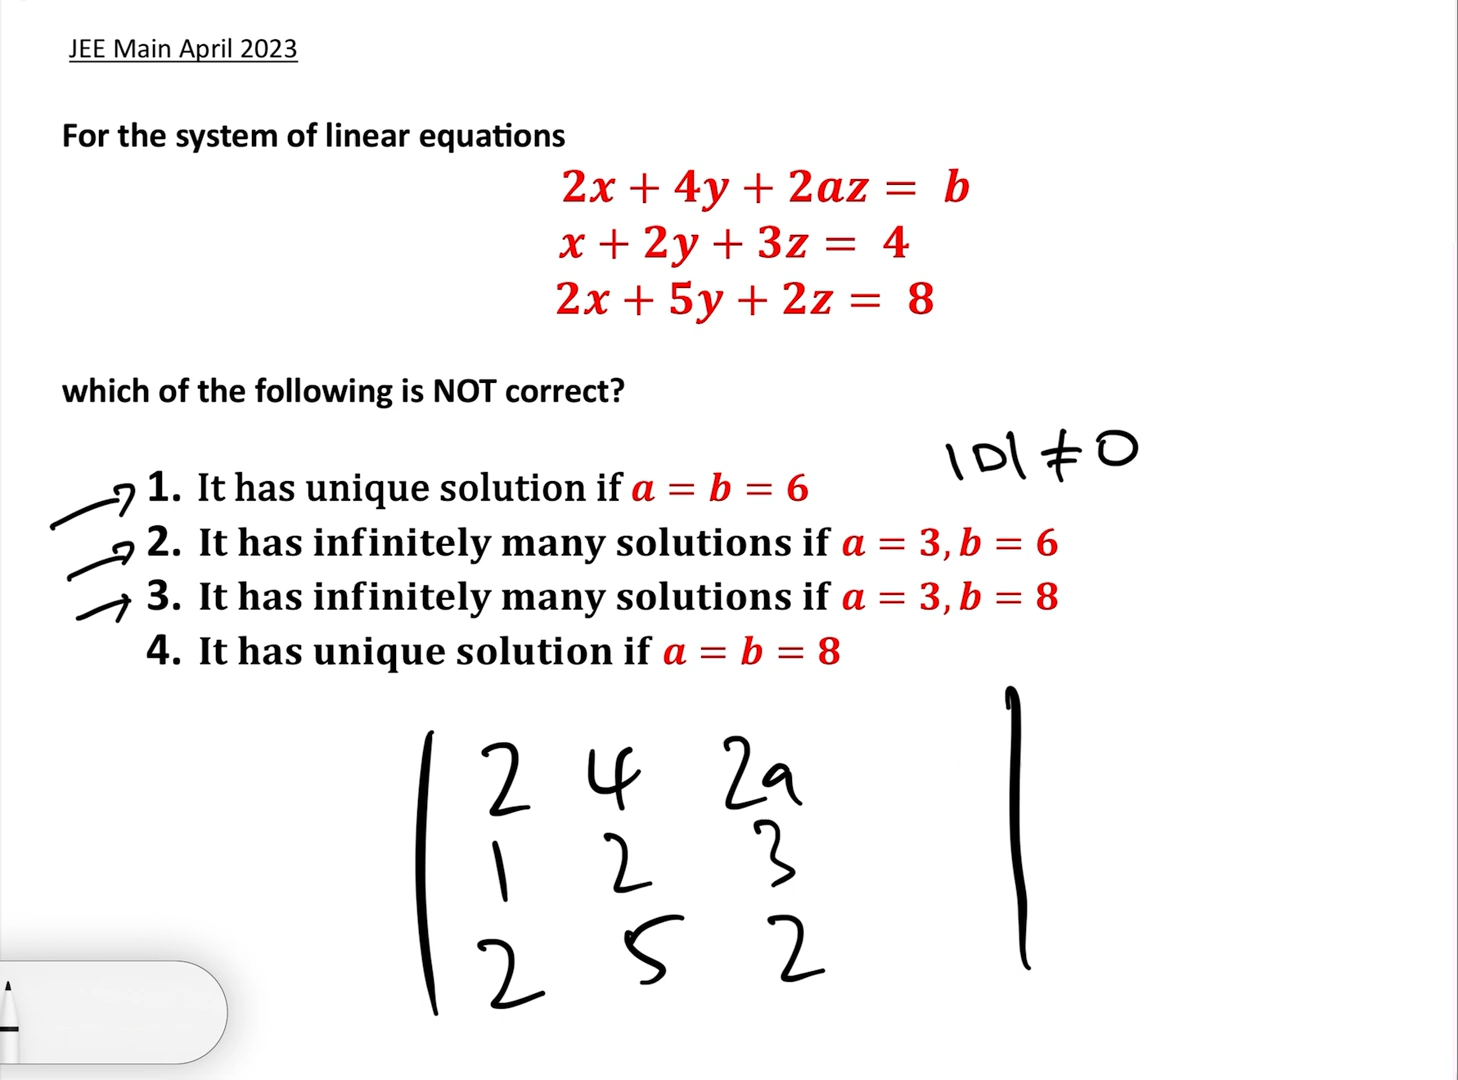 JEE Main April 2023
For the system of linear equations
2x + 4y + 2az = b
x + 2y + 3z = 4
2x + 5y + 2z = 8
which of the following is NOT correct?
|D| ≠ 0
1. It has unique solution if a = b = 6
2. It has infinitely many solutions if a = 3, b = 6
3. It has infinitely many solutions if a = 3, b = 8
4. It has unique solution if a = b = 8
2 4 2a
1 2 3
2 5 2